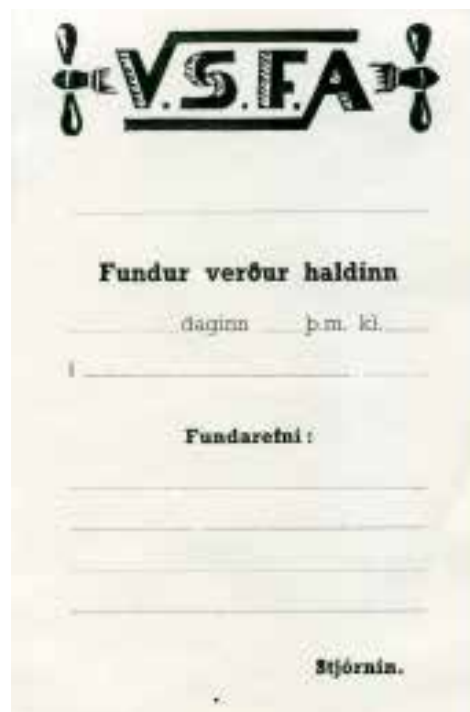 V.S.F.A
Fundur verður haldinn
daginn þ.m. kl.
í
Fundarefni:
Stjórnin.